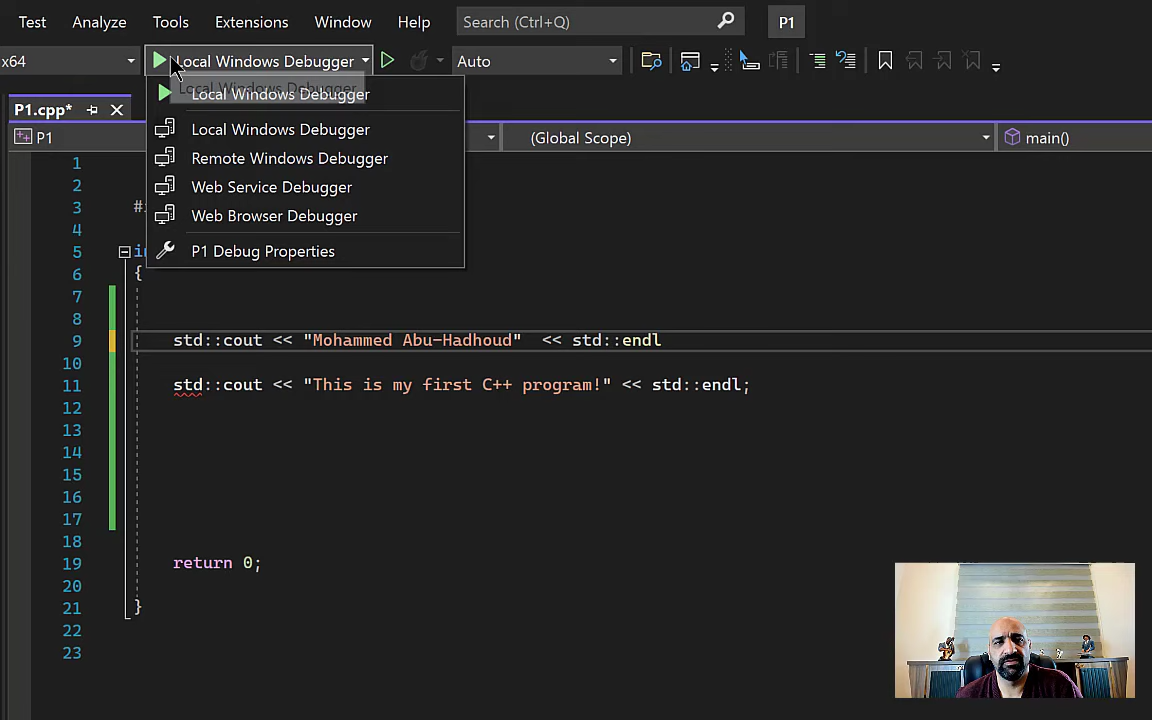 Test Analyze Tools Extensions Window Help Search (Ctrl+Q) P1
x64 Local Windows Debugger Auto
P1.cpp*
Local Windows Debugger
P1 (Global Scope) main()
Local Windows Debugger
Local Windows Debugger
Remote Windows Debugger
Web Service Debugger
Web Browser Debugger
P1 Debug Properties
1
2
3 #
4
5
6 {
7
8
9 std::cout << "Mohammed Abu-Hadhoud" << std::endl
10
11 std::cout << "This is my first C++ program!" << std::endl;
12
13
14
15
16
17
18
19 return 0;
20
21 }
22
23